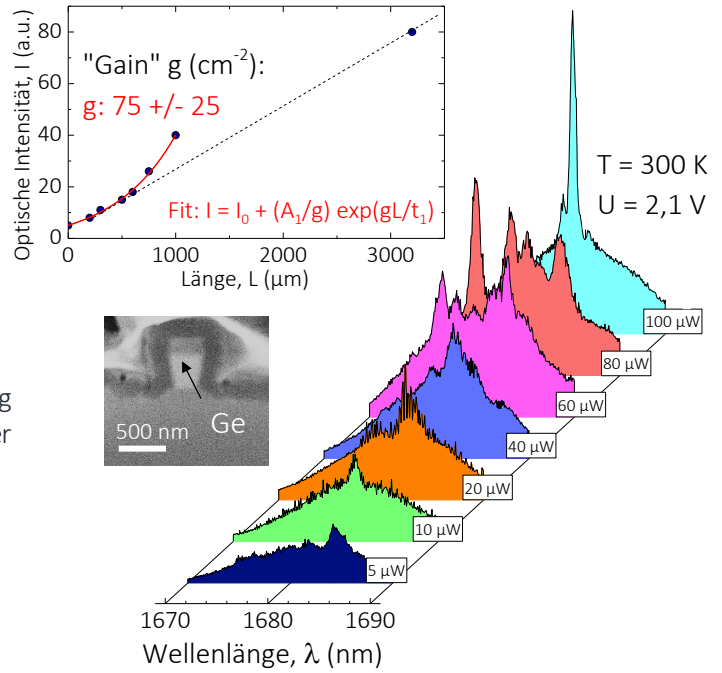 80
60
40
20
0
Optische Intensität, I (a.u.)
"Gain" g (cm⁻²):
g: 75 +/- 25
Fit: I = I₀ + (A₁/g) exp(gL/t₁)
0
1000
2000
3000
Länge, L (µm)
T = 300 K
U = 2,1 V
Ge
500 nm
g
er
100 µW
80 µW
60 µW
40 µW
20 µW
10 µW
5 µW
1670
1680
1690
Wellenlänge, λ (nm)